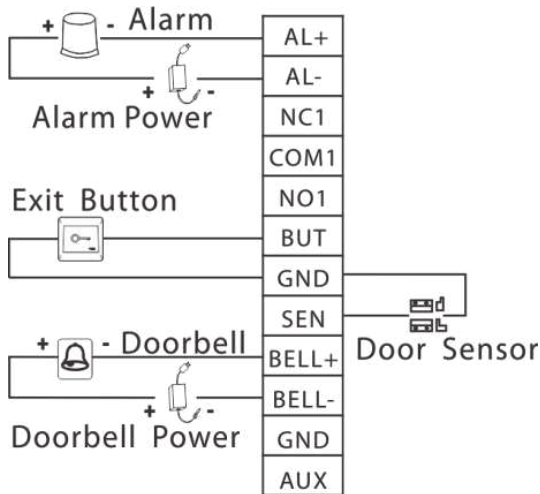 + - Alarm
AL+
AL-
+ -
Alarm Power
NC1
COM1
Exit Button
NO1
BUT
GND
SEN
Door Sensor
+ - Doorbell
BELL+
BELL-
+ -
Doorbell Power
GND
AUX